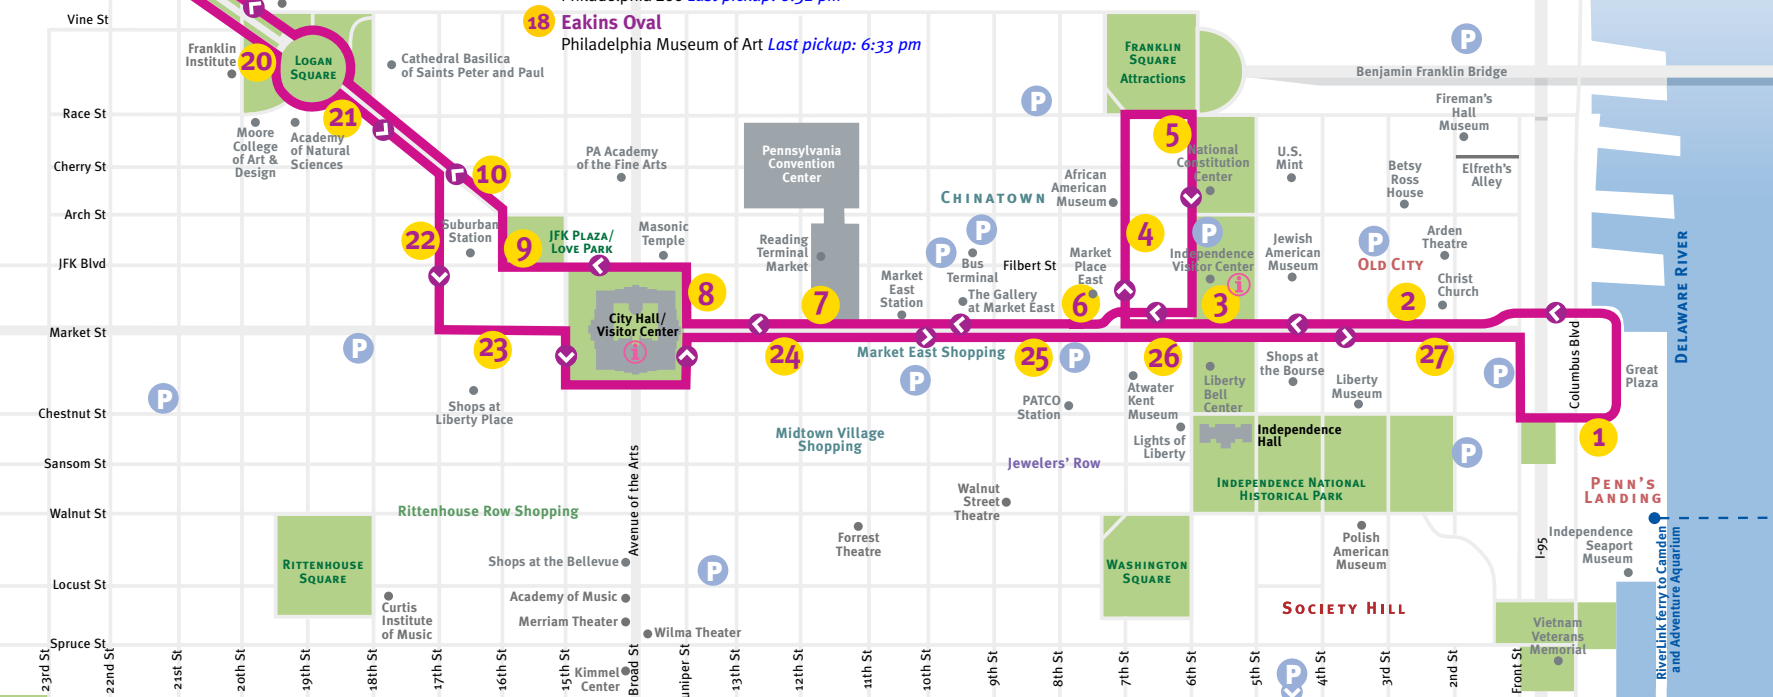 Philadelphia Zoo Last pickup: 6:32 pm
18 Eakins Oval
Philadelphia Museum of Art Last pickup: 6:33 pm
Vine St
Race St
Cherry St
Arch St
JFK Blvd
Market St
Chestnut St
Sansom St
Walnut St
Locust St
Spruce St
Franklin
Institute
20
LOGAN
SQUARE
Cathedral Basilica
of Saints Peter and Paul
21
Moore
College
of Art &
Design
Academy
of Natural
Sciences
10
22
Suburban
Station
9
JFK PLAZA/
LOVE PARK
PA Academy
of the Fine Arts
Masonic
Temple
8
City Hall/
Visitor Center
i
23
Shops at
Liberty Place
P
P
Pennsylvania
Convention
Center
Reading
Terminal
Market
7
24
Market
East
Station
CHINATOWN
P
P
P
Bus
Terminal
Filbert St
The Gallery
at Market East
Market East Shopping
P
25
P
Market
Place
East
6
African
American
Museum
4
5
FRANKLIN
SQUARE
Attractions
National
Constitution
Center
P
Independence
Visitor Center
3
i
26
U.S.
Mint
Jewish
American
Museum
Benjamin Franklin Bridge
P
Fireman's
Hall
Museum
Elfreth's
Alley
Betsy
Ross
House
P
OLD CITY
Arden
Theatre
Christ
Church
2
27
P
Columbus Blvd
Great
Plaza
1
DELAWARE RIVER
PATCO
Station
Atwater
Kent
Museum
Lights of
Liberty
Liberty
Bell
Center
Shops at
the Bourse
Liberty
Museum
Independence
Hall
P
INDEPENDENCE NATIONAL
HISTORICAL PARK
PENN'S
LANDING
Midtown Village
Shopping
Jewelers' Row
Walnut
Street
Theatre
Rittenhouse Row Shopping
Avenue of the Arts
Forrest
Theatre
RITTENHOUSE
SQUARE
Shops at the Bellevue
P
Curtis
Institute
of Music
Academy of Music
Merriam Theater
Wilma Theater
Kimmel
Center
WASHINGTON
SQUARE
Polish
American
Museum
SOCIETY HILL
I-95
Independence
Seaport
Museum
RiverLink ferry to Camden
and Adventure Aquarium
Vietnam
Veterans
Memorial
P
23rd St
22nd St
21st St
20th St
19th St
18th St
17th St
16th St
15th St
Broad St
uniper St
13th St
12th St
11th St
10th St
9th St
8th St
7th St
6th St
5th St
4th St
3rd St
2nd St
Front St